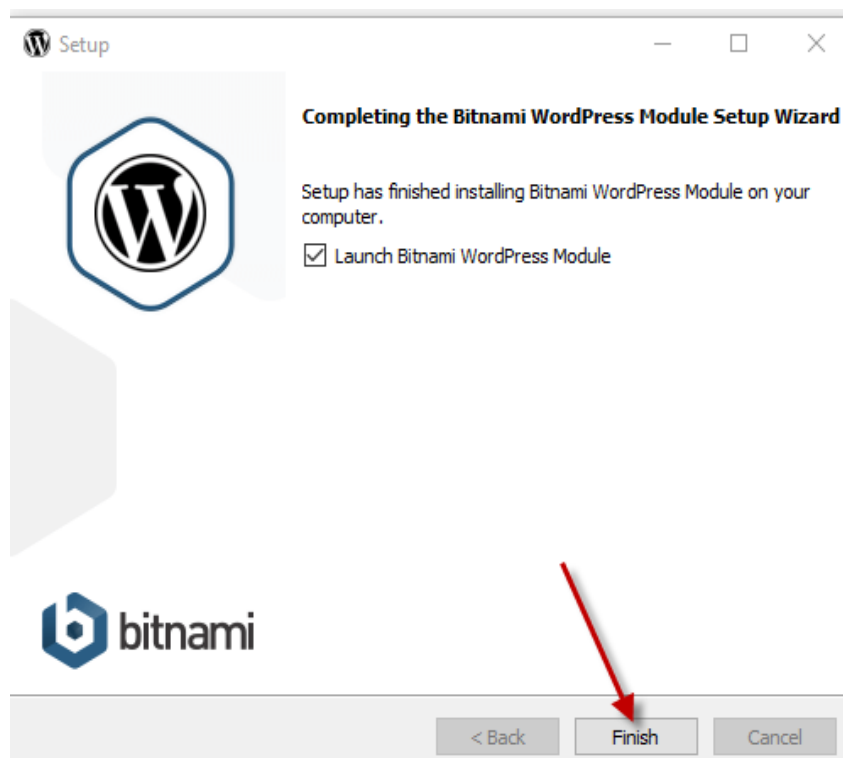 Setup
Completing the Bitnami WordPress Module Setup Wizard
Setup has finished installing Bitnami WordPress Module on your
computer.
Launch Bitnami WordPress Module
bitnami
< Back
Finish
Cancel